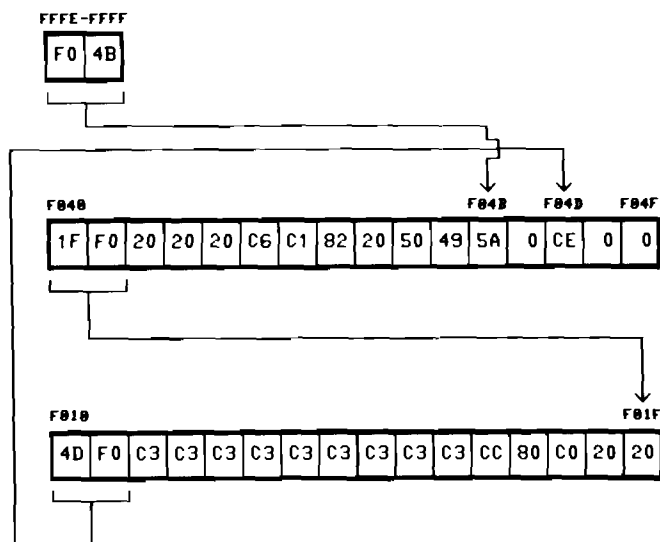 FFFE-FFFF
F0 4B
F04B F04D F04F
F040
1F F0 20 20 20 C6 C1 82 20 50 49 5A 0 CE 0 0
F010 F01F
4D F0 C3 C3 C3 C3 C3 C3 C3 C3 C3 CC 80 C0 20 20